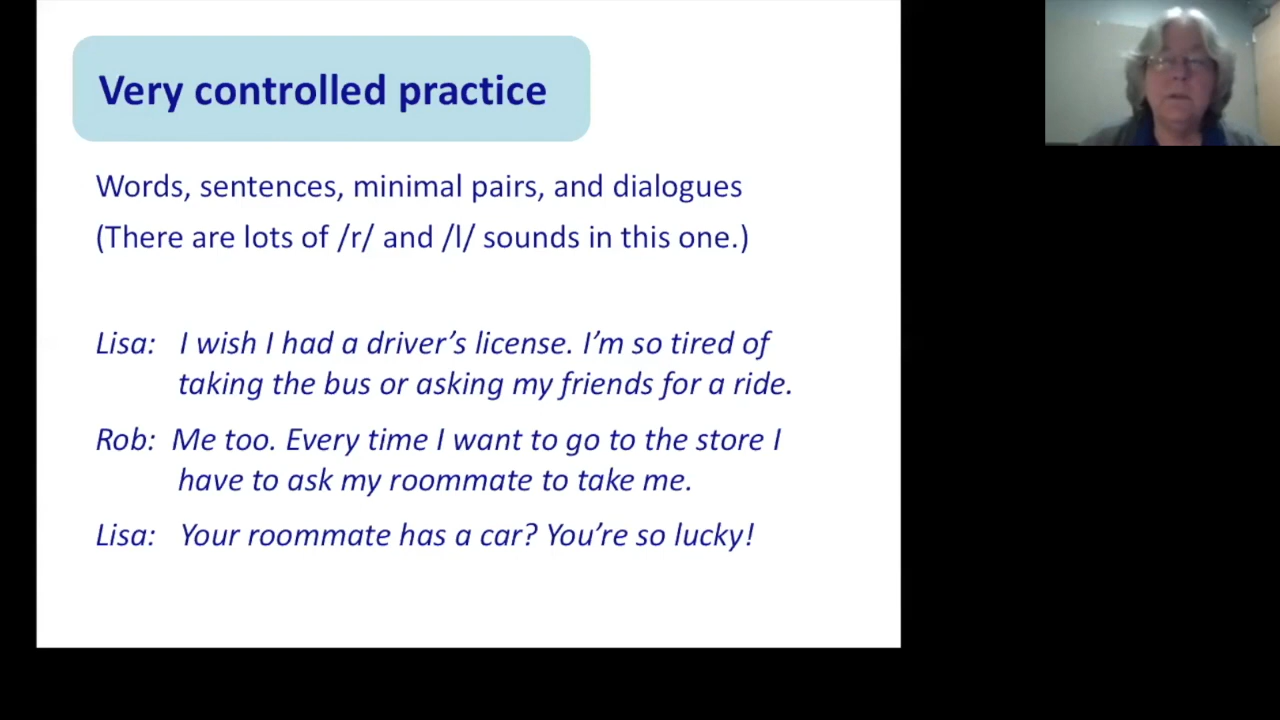 Very controlled practice
Words, sentences, minimal pairs, and dialogues
(There are lots of /r/ and /l/ sounds in this one.)
Lisa: I wish I had a driver’s license. I’m so tired of
taking the bus or asking my friends for a ride.
Rob: Me too. Every time I want to go to the store I
have to ask my roommate to take me.
Lisa: Your roommate has a car? You’re so lucky!